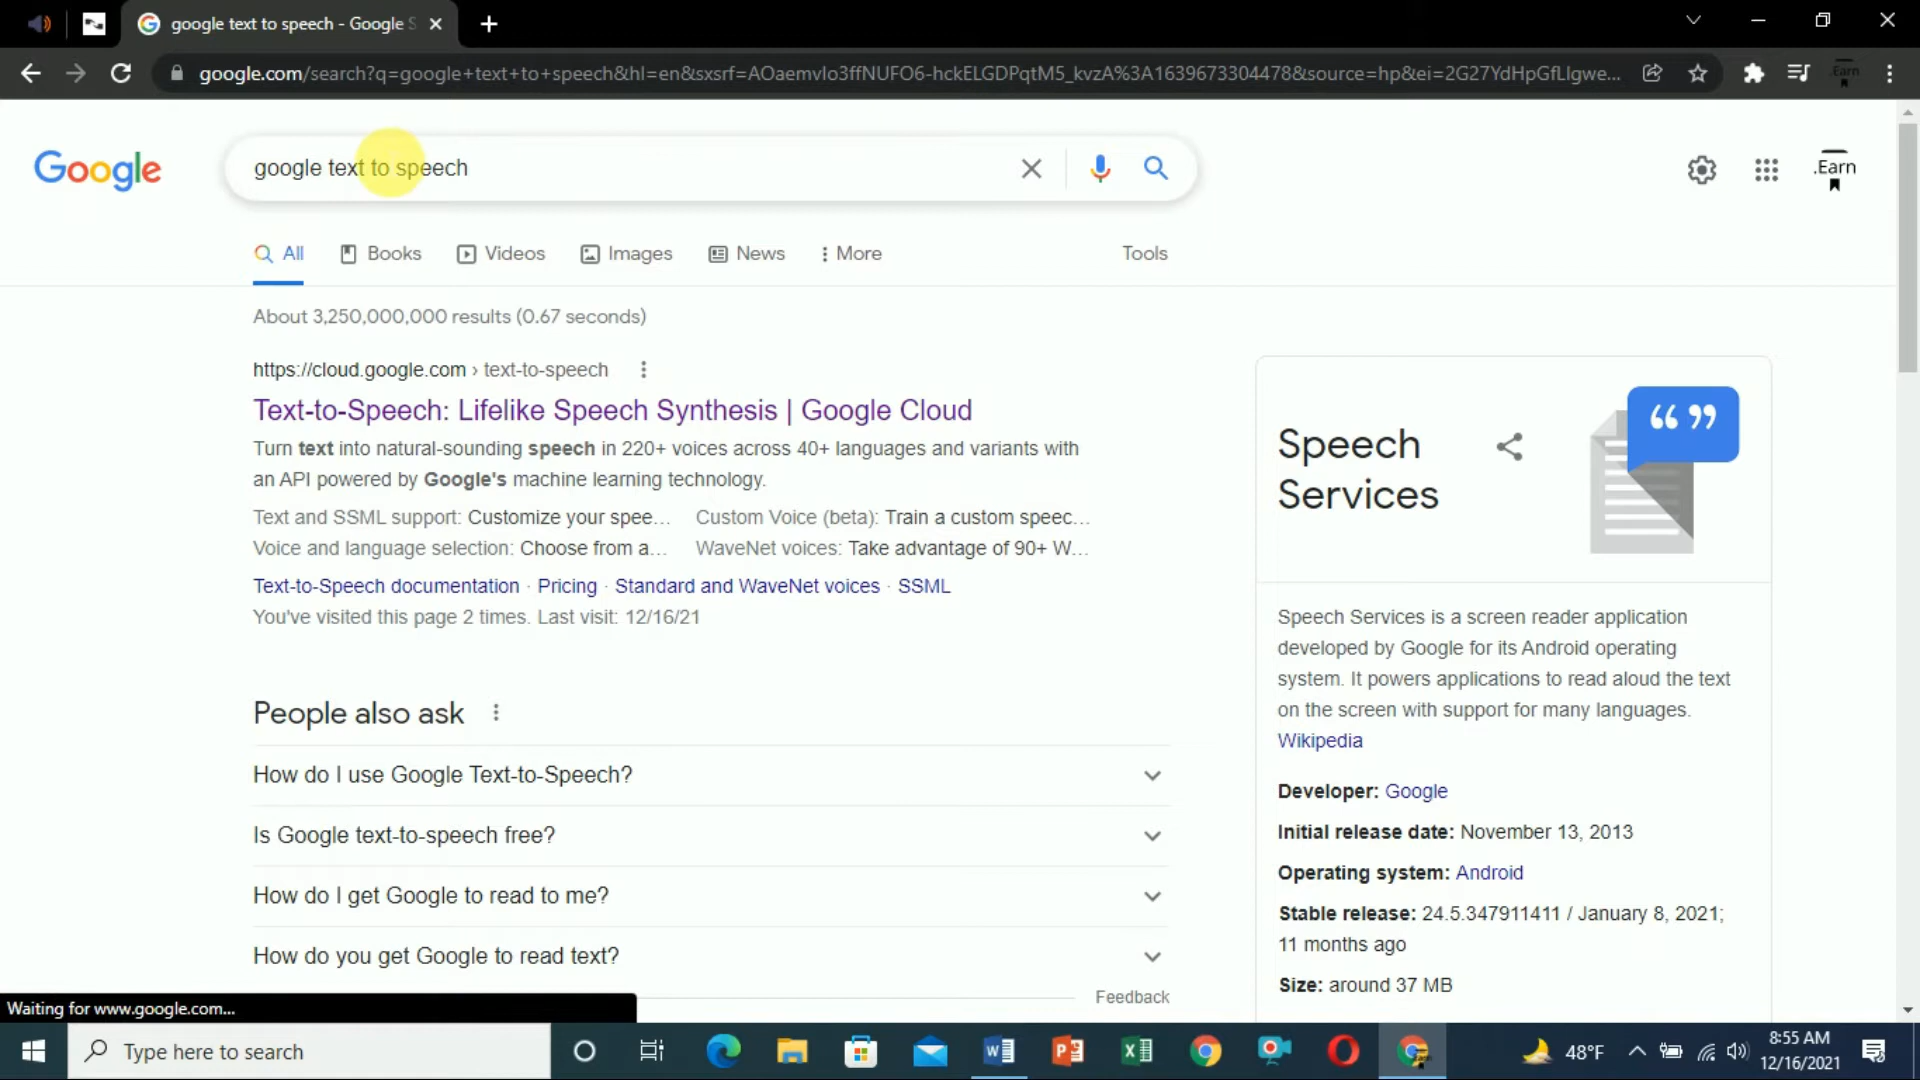 google text to speech - Google S
google.com/search?q=google+text+to+speech&hl=en&sxsrf=AOaemvIo3ffNUFO6-hckELGDPqtM5_kvzA%3A1639673304478&source=hp&ei=2G27YdHpGfLIgwe...
Google
google text to speech
.Earn
All
Books
Videos
Images
News
More
Tools
About 3,250,000,000 results (0.67 seconds)
https://cloud.google.com › text-to-speech
Text-to-Speech: Lifelike Speech Synthesis | Google Cloud
Turn text into natural-sounding speech in 220+ voices across 40+ languages and variants with
an API powered by Google's machine learning technology.
Text and SSML support: Customize your spee... Custom Voice (beta): Train a custom speec...
Voice and language selection: Choose from a... WaveNet voices: Take advantage of 90+ W...
Text-to-Speech documentation · Pricing · Standard and WaveNet voices · SSML
You've visited this page 2 times. Last visit: 12/16/21
People also ask
How do I use Google Text-to-Speech?
Is Google text-to-speech free?
How do I get Google to read to me?
How do you get Google to read text?
Feedback
Speech
Services
Speech Services is a screen reader application
developed by Google for its Android operating
system. It powers applications to read aloud the text
on the screen with support for many languages.
Wikipedia
Developer: Google
Initial release date: November 13, 2013
Operating system: Android
Stable release: 24.5.347911411 / January 8, 2021;
11 months ago
Size: around 37 MB
Waiting for www.google.com...
Type here to search
48°F
8:55 AM
12/16/2021